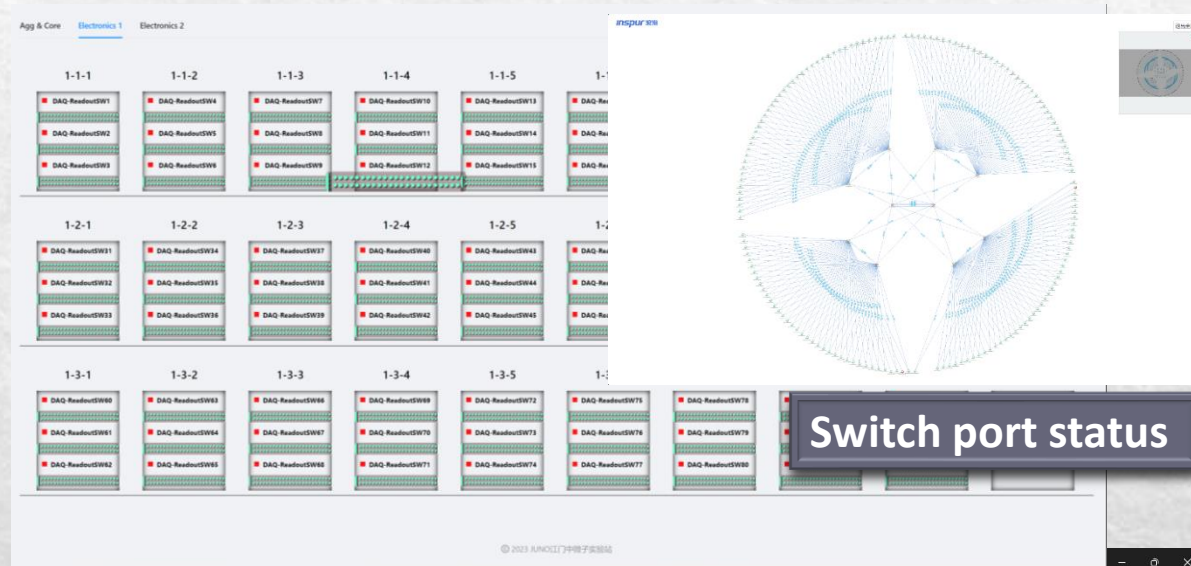 Agg & Core Electronics 1 Electronics 2
inspur 浪潮
1-1-1 1-1-2 1-1-3 1-1-4 1-1-5
DAQ-ReadoutSW1 DAQ-ReadoutSW4 DAQ-ReadoutSW7 DAQ-ReadoutSW10 DAQ-ReadoutSW13
DAQ-ReadoutSW2 DAQ-ReadoutSW5 DAQ-ReadoutSW8 DAQ-ReadoutSW11 DAQ-ReadoutSW14
DAQ-ReadoutSW3 DAQ-ReadoutSW6 DAQ-ReadoutSW9 DAQ-ReadoutSW12 DAQ-ReadoutSW15
1-2-1 1-2-2 1-2-3 1-2-4 1-2-5
DAQ-ReadoutSW31 DAQ-ReadoutSW34 DAQ-ReadoutSW37 DAQ-ReadoutSW40 DAQ-ReadoutSW43
DAQ-ReadoutSW32 DAQ-ReadoutSW35 DAQ-ReadoutSW38 DAQ-ReadoutSW41 DAQ-ReadoutSW44
DAQ-ReadoutSW33 DAQ-ReadoutSW36 DAQ-ReadoutSW39 DAQ-ReadoutSW42 DAQ-ReadoutSW45
1-3-1 1-3-2 1-3-3 1-3-4 1-3-5
DAQ-ReadoutSW60 DAQ-ReadoutSW63 DAQ-ReadoutSW66 DAQ-ReadoutSW69 DAQ-ReadoutSW72 DAQ-ReadoutSW75 DAQ-ReadoutSW78
DAQ-ReadoutSW61 DAQ-ReadoutSW64 DAQ-ReadoutSW67 DAQ-ReadoutSW70 DAQ-ReadoutSW73 DAQ-ReadoutSW76 DAQ-ReadoutSW79
DAQ-ReadoutSW62 DAQ-ReadoutSW65 DAQ-ReadoutSW68 DAQ-ReadoutSW71 DAQ-ReadoutSW74 DAQ-ReadoutSW77 DAQ-ReadoutSW80
Switch port status
© 2023 JUNO江门中微子实验站